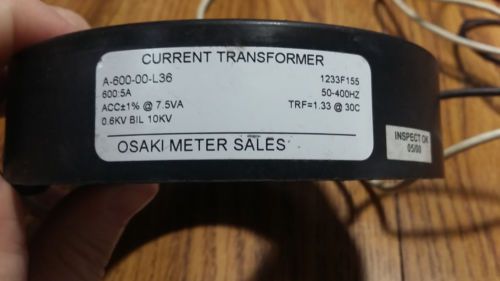 CURRENT TRANSFORMER
A-600-00-L36 1233F155
600:5A 50-400HZ
ACC±1% @ 7.5VA TRF=1.33 @ 30C
0.6KV BIL 10KV
OSAKI METER SALES
INSPECT OK
05/00